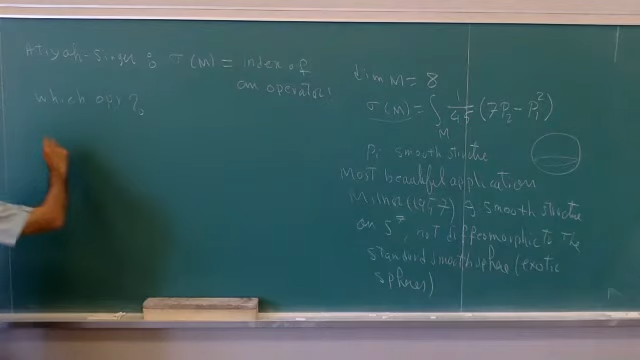 Atiyah-Singer : σ(M) = index of
an operator!
which opr?
dim M = 8
σ(M) = ∫_M 1/45 (7P₂ - P₁²)
Pi smooth structure
Most beautiful application
Milnor (1957) ∃ smooth structure
on S⁷, not diffeomorphic to the
standard smooth sphere (exotic
spheres)